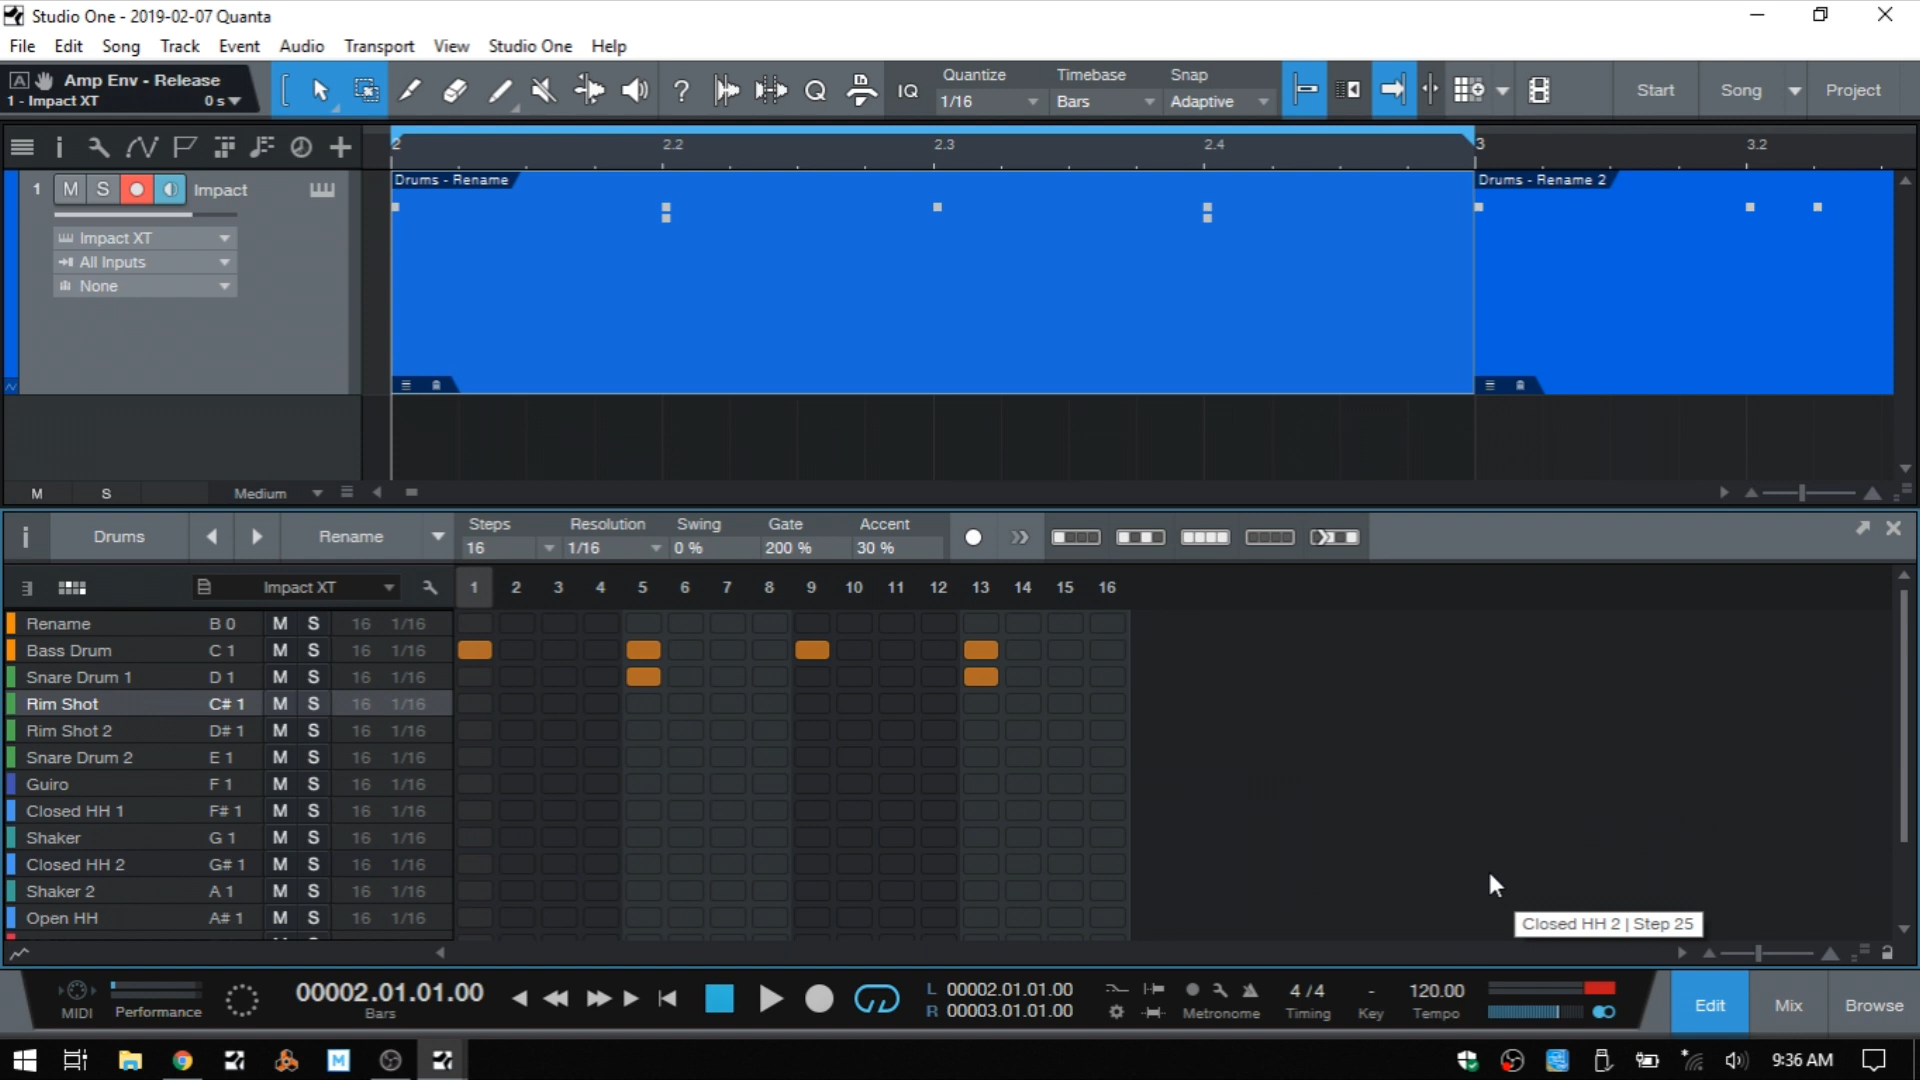 Studio One - 2019-02-07 Quanta
File Edit Song Track Event Audio Transport View Studio One Help
A Amp Env - Release
1 - Impact XT 0 s
? Q IQ
Quantize Timebase Snap
1/16 Bars Adaptive
Start Song Project
2 2.2 2.3 2.4 3 3.2
1 M S Impact
Impact XT
All Inputs
None
Drums - Rename Drums - Rename 2
M S Medium
i Drums Rename
Steps Resolution Swing Gate Accent
16 1/16 0 % 200 % 30 %
Impact XT 1 2 3 4 5 6 7 8 9 10 11 12 13 14 15 16
Rename B 0 M S 16 1/16
Bass Drum C 1 M S 16 1/16
Snare Drum 1 D 1 M S 16 1/16
Rim Shot C# 1 M S 16 1/16
Rim Shot 2 D# 1 M S 16 1/16
Snare Drum 2 E 1 M S 16 1/16
Guiro F 1 M S 16 1/16
Closed HH 1 F# 1 M S 16 1/16
Shaker G 1 M S 16 1/16
Closed HH 2 G# 1 M S 16 1/16
Shaker 2 A 1 M S 16 1/16
Open HH A# 1 M S 16 1/16
Closed HH 2 | Step 25
MIDI Performance
00002.01.01.00
Bars
L 00002.01.01.00
R 00003.01.01.00
Metronome
4 / 4
Timing
-
Key
120.00
Tempo
Edit Mix Browse
9:36 AM